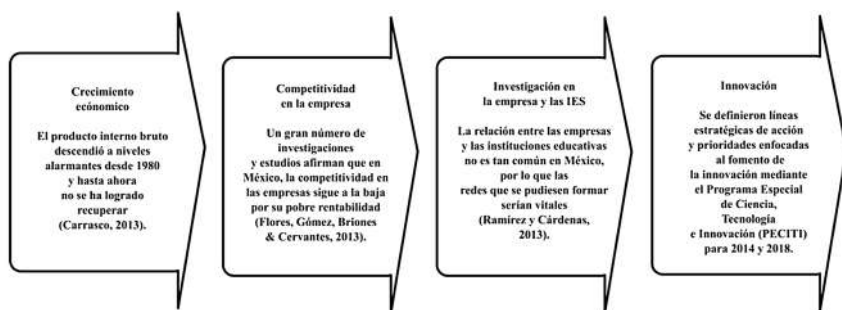 Crecimiento
ecónomico
El producto interno bruto
descendió a niveles
alarmantes desde 1980
y hasta ahora
no se ha logrado
recuperar
(Carrasco, 2013).
Competitividad
en la empresa
Un gran número de
investigaciones
y estudios afirman que en
México, la competitividad en
las empresas sigue a la baja
por su pobre rentabilidad
(Flores, Gómez, Briones
& Cervantes, 2013).
Investigación en
la empresa y las IES
La relación entre las empresas
y las instituciones educativas
no es tan común en México,
por lo que las
redes que se pudiesen formar
serían vitales
(Ramírez y Cárdenas,
2013).
Innovación
Se definieron líneas
estratégicas de acción
y prioridades enfocadas
al fomento de
la innovación mediante
el Programa Especial
de Ciencia,
Tecnología
e Innovación (PECITI)
para 2014 y 2018.